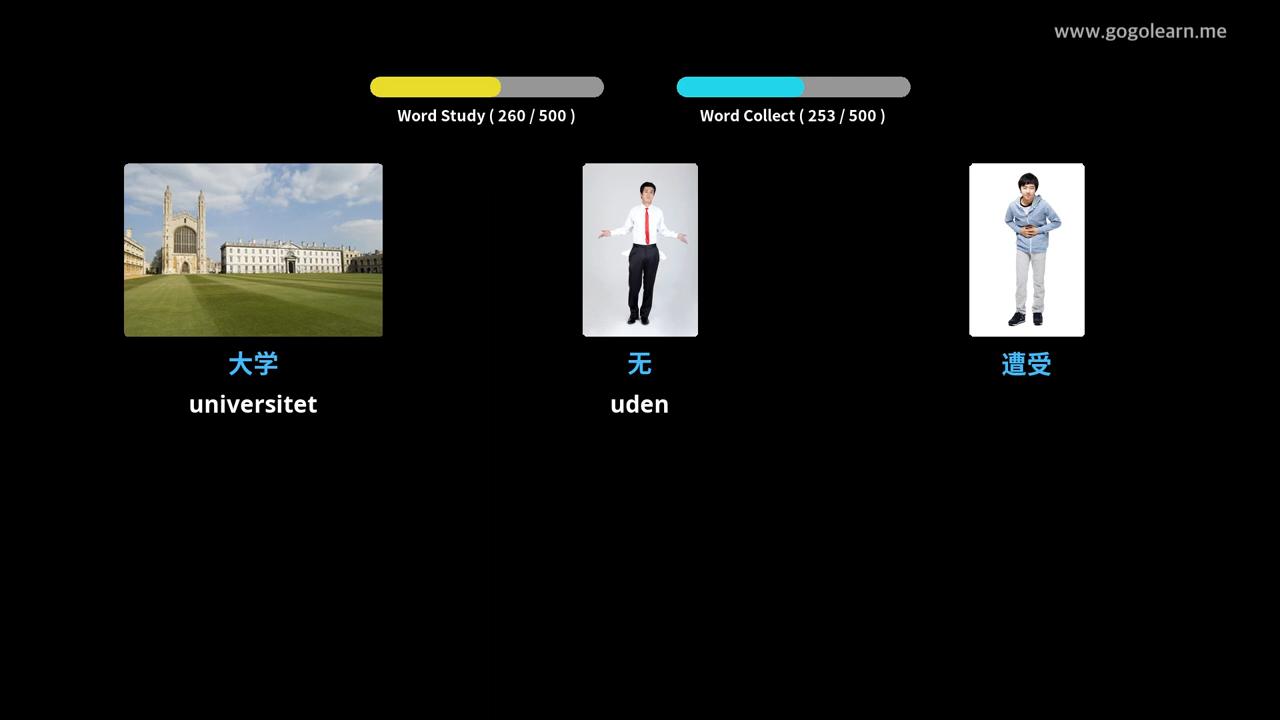 www.gogolearn.me
Word Study ( 260 / 500 )
Word Collect ( 253 / 500 )
大学
无
遭受
universitet
uden